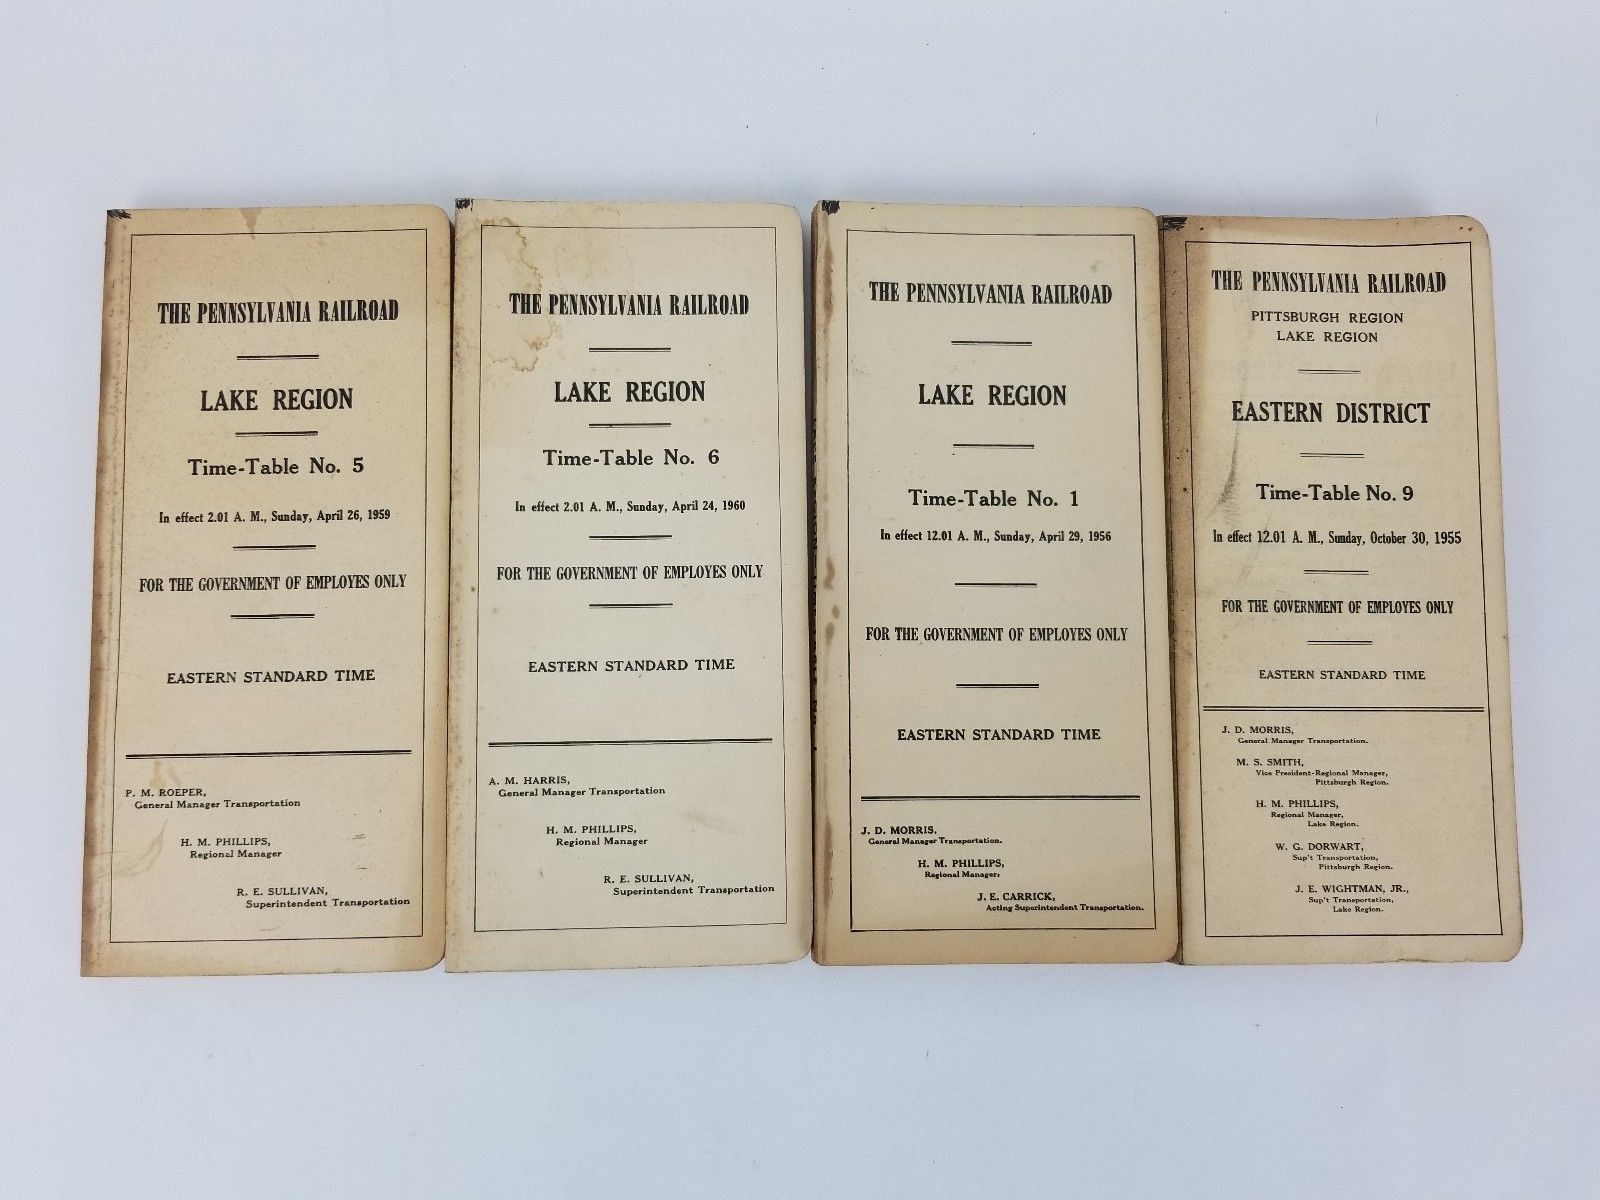 THE PENNSYLVANIA RAILROAD
LAKE REGION
Time-Table No. 5
In effect 2.01 A. M., Sunday, April 26, 1959
FOR THE GOVERNMENT OF EMPLOYES ONLY
EASTERN STANDARD TIME
P. M. ROEPER,
General Manager Transportation
H. M. PHILLIPS,
Regional Manager
R. E. SULLIVAN,
Superintendent Transportation
THE PENNSYLVANIA RAILROAD
LAKE REGION
Time-Table No. 6
In effect 2.01 A. M., Sunday, April 24, 1960
FOR THE GOVERNMENT OF EMPLOYES ONLY
EASTERN STANDARD TIME
A. M. HARRIS,
General Manager Transportation
H. M. PHILLIPS,
Regional Manager
R. E. SULLIVAN,
Superintendent Transportation
THE PENNSYLVANIA RAILROAD
LAKE REGION
Time-Table No. 1
In effect 12.01 A. M., Sunday, April 29, 1956
FOR THE GOVERNMENT OF EMPLOYES ONLY
EASTERN STANDARD TIME
J. D. MORRIS,
General Manager Transportation.
H. M. PHILLIPS,
Regional Manager.
J. E. CARRICK,
Acting Superintendent Transportation.
THE PENNSYLVANIA RAILROAD
PITTSBURGH REGION
LAKE REGION
EASTERN DISTRICT
Time-Table No. 9
In effect 12.01 A. M., Sunday, October 30, 1955
FOR THE GOVERNMENT OF EMPLOYES ONLY
EASTERN STANDARD TIME
J. D. MORRIS,
General Manager Transportation.
M. S. SMITH,
Vice President-Regional Manager,
Pittsburgh Region.
H. M. PHILLIPS,
Regional Manager,
Lake Region.
W. G. DORWART,
Sup't Transportation,
Pittsburgh Region.
J. E. WIGHTMAN, JR.,
Sup't Transportation,
Lake Region.